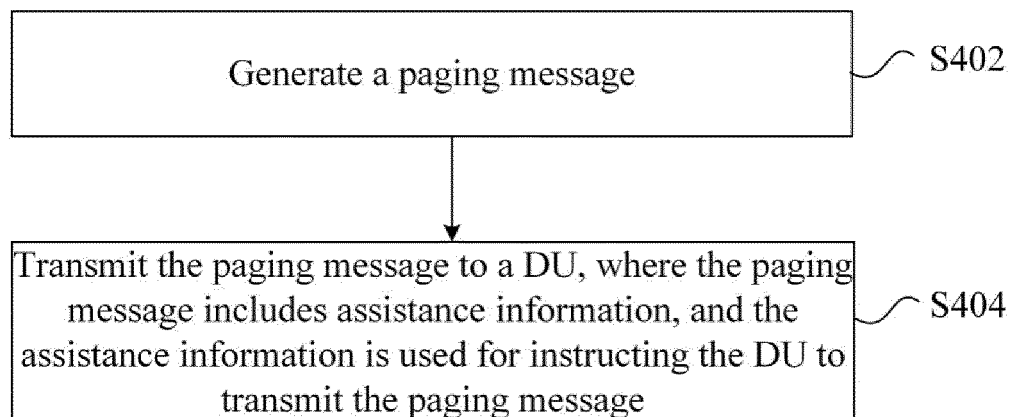 Generate a paging message
S402
Transmit the paging message to a DU, where the paging
message includes assistance information, and the
assistance information is used for instructing the DU to
transmit the paging message
S404